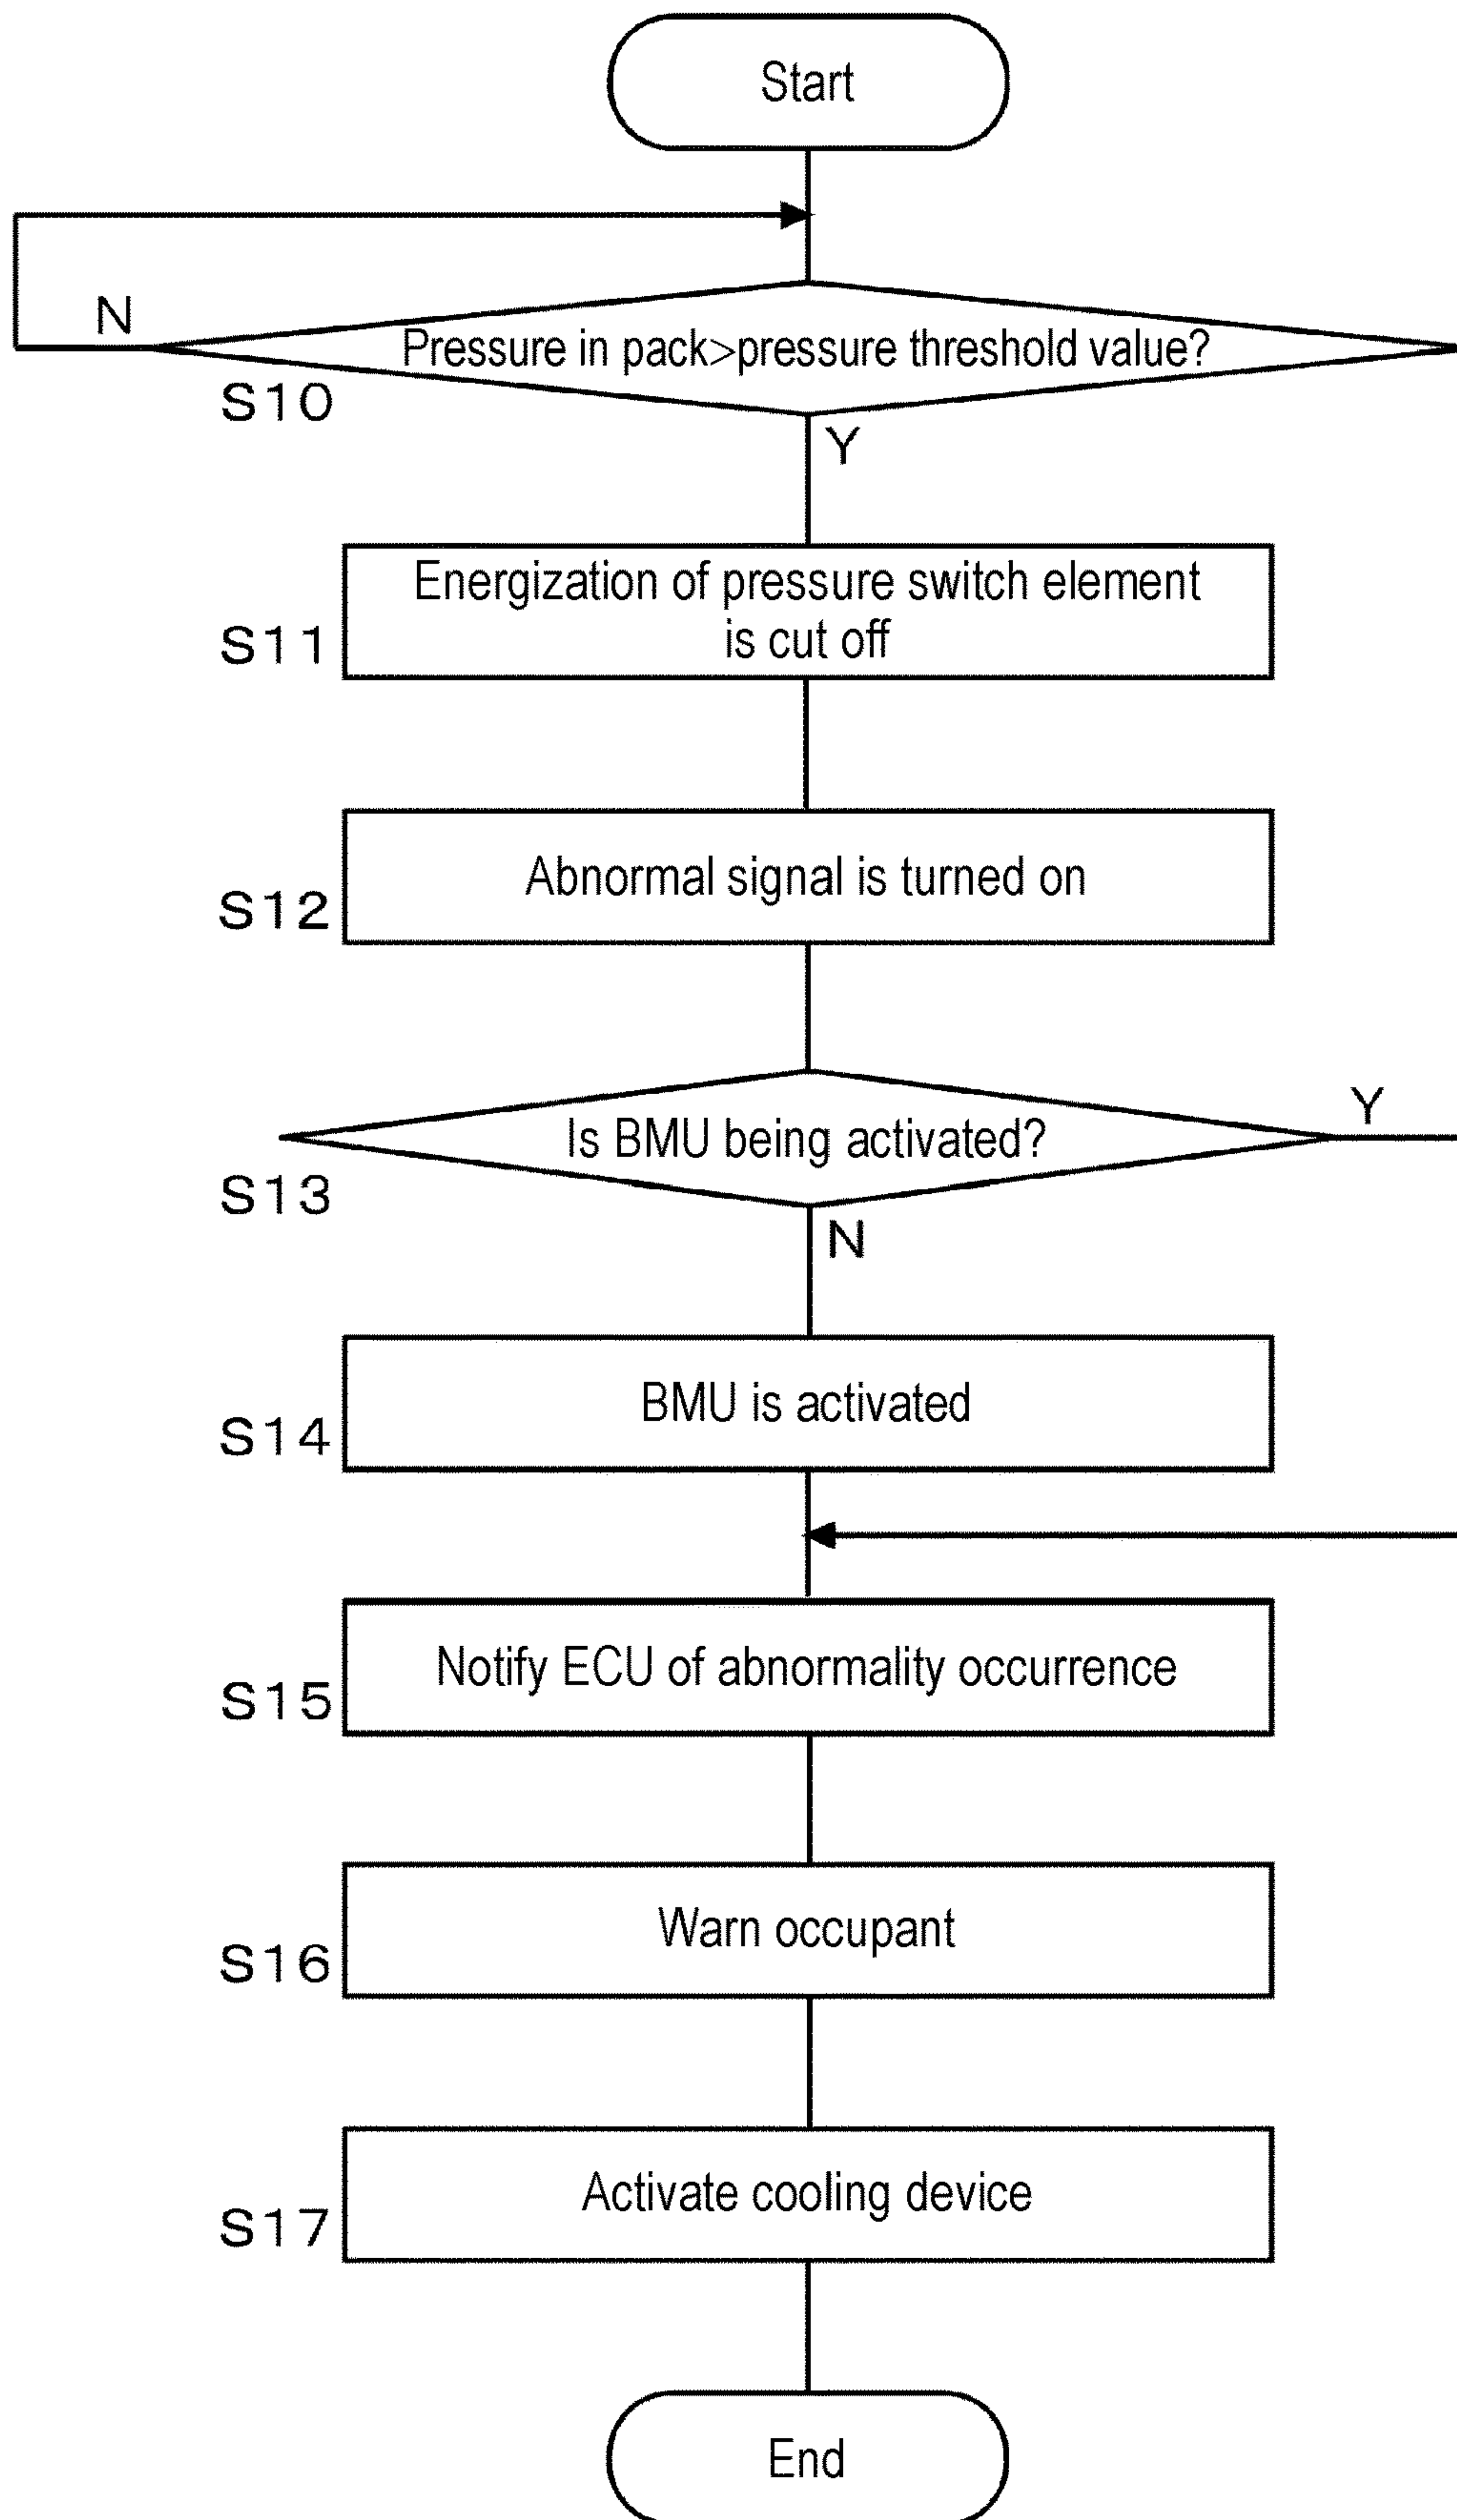 Start
N
Pressure in pack>pressure threshold value?
S10
Y
Energization of pressure switch element
is cut off
S11
Abnormal signal is turned on
S12
Y
Is BMU being activated?
S13
N
BMU is activated
S14
Notify ECU of abnormality occurrence
S15
Warn occupant
S16
Activate cooling device
S17
End